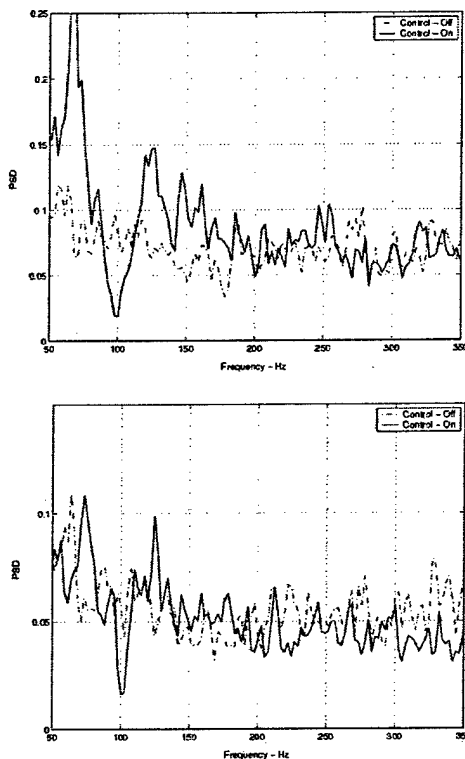 0.25
0.2
0.15
0.1
0.05
0
PSD
50 100 150 200 250 300 350
Frequency – Hz
Control – Off
Control – On
0.1
0.05
0
PSD
50 100 150 200 250 300 350
Frequency – Hz
Control – Off
Control – On